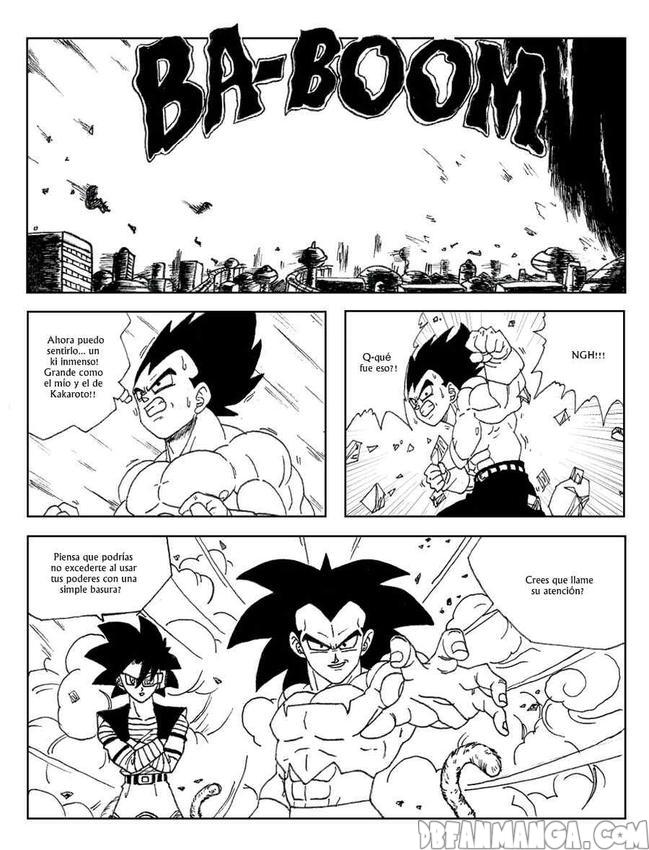 BA-BOOM
Q-qué
fue eso?!
NGH!!!
Ahora puedo
sentirlo... un
ki inmenso!
Grande como
el mío y el de
Kakaroto!!
Crees que llame
su atención?
Piensa que podrías
no excederte al usar
tus poderes con una
simple basura?
DBFANMANGA.COM